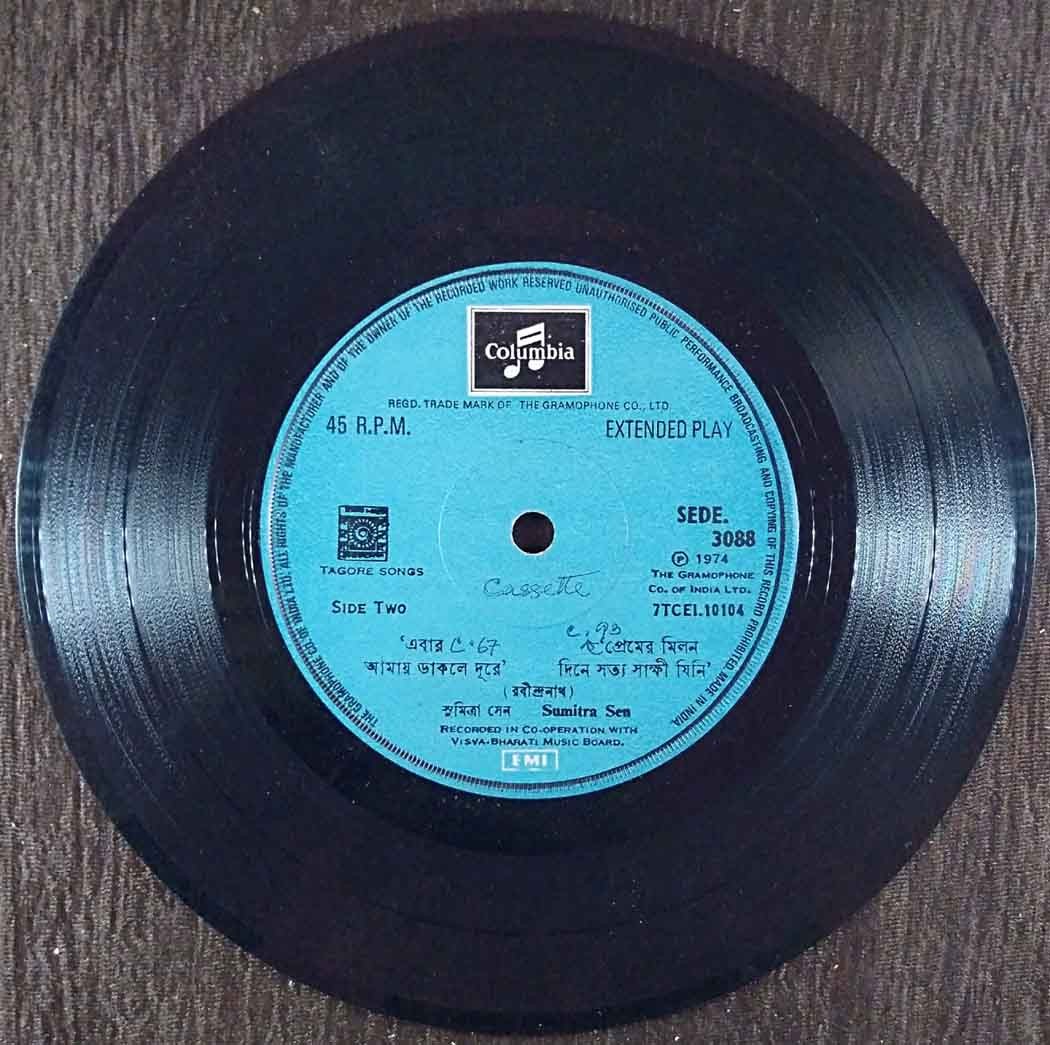 THE GRAMOPHONE CO. OF INDIA LTD. ALL RIGHTS OF THE MANUFACTURER AND OF THE OWNER OF THE RECORDED WORK RESERVED UNAUTHORISED PUBLIC PERFORMANCE BROADCASTING AND COPYING OF THIS RECORD PROHIBITED MADE IN INDIA
Columbia
REGD. TRADE MARK OF THE GRAMOPHONE CO., LTD.
45 R.P.M. EXTENDED PLAY
SEDE.
3088
℗ 1974
TAGORE SONGS THE GRAMOPHONE
CO. OF INDIA LTD.
Cassette
SIDE TWO 7TCEI.10104
'এবার C.67 C.93 'প্রেমের মিলন
আমায় ডাকলে দূরে' দিনে সত্য সাক্ষী যিনি'
(রবীন্দ্রনাথ)
সুমিত্রা সেন Sumitra Sen
RECORDED IN CO-OPERATION WITH
VISVA-BHARATI MUSIC BOARD.
EMI